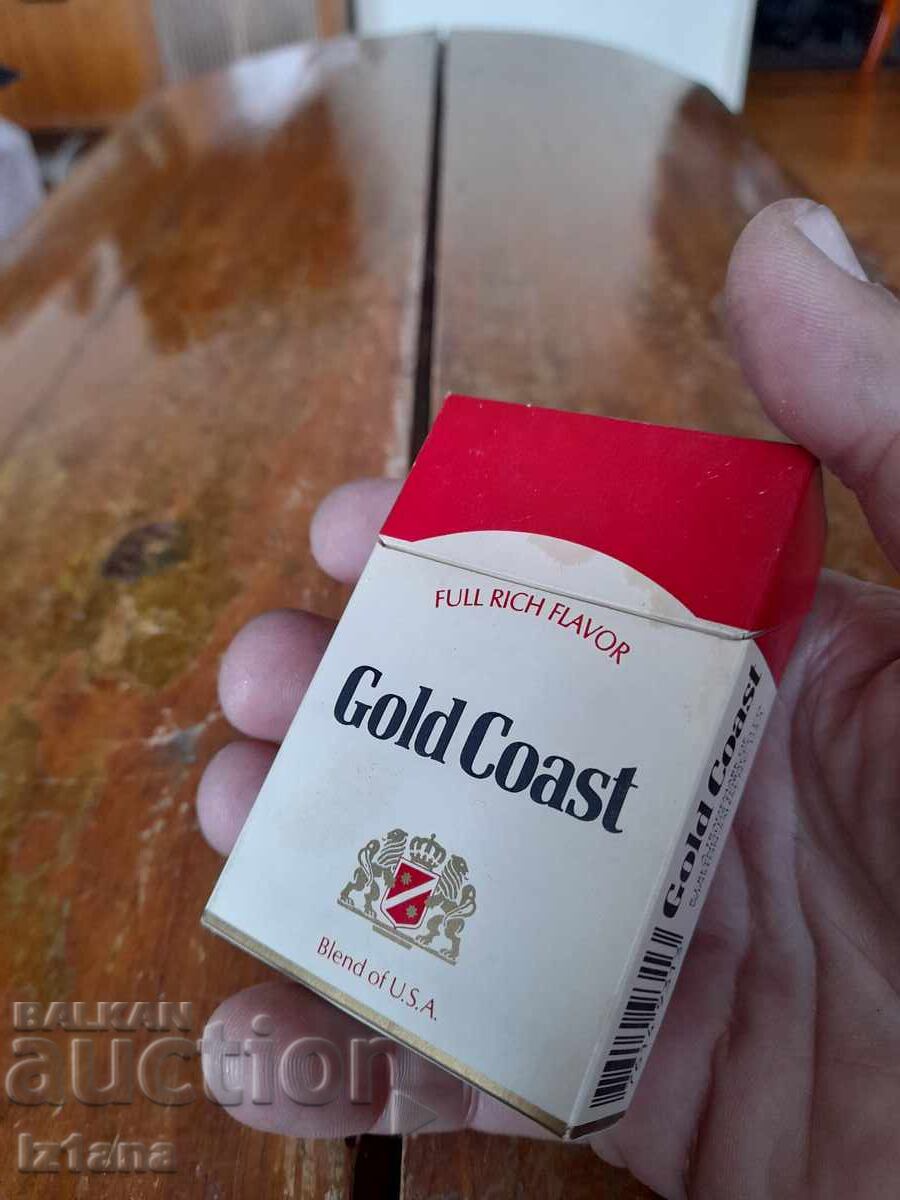 FULL RICH FLAVOR
Gold Coast
Blend of U.S.A.
Gold Coast
BALKAN
auction
Iz1ana